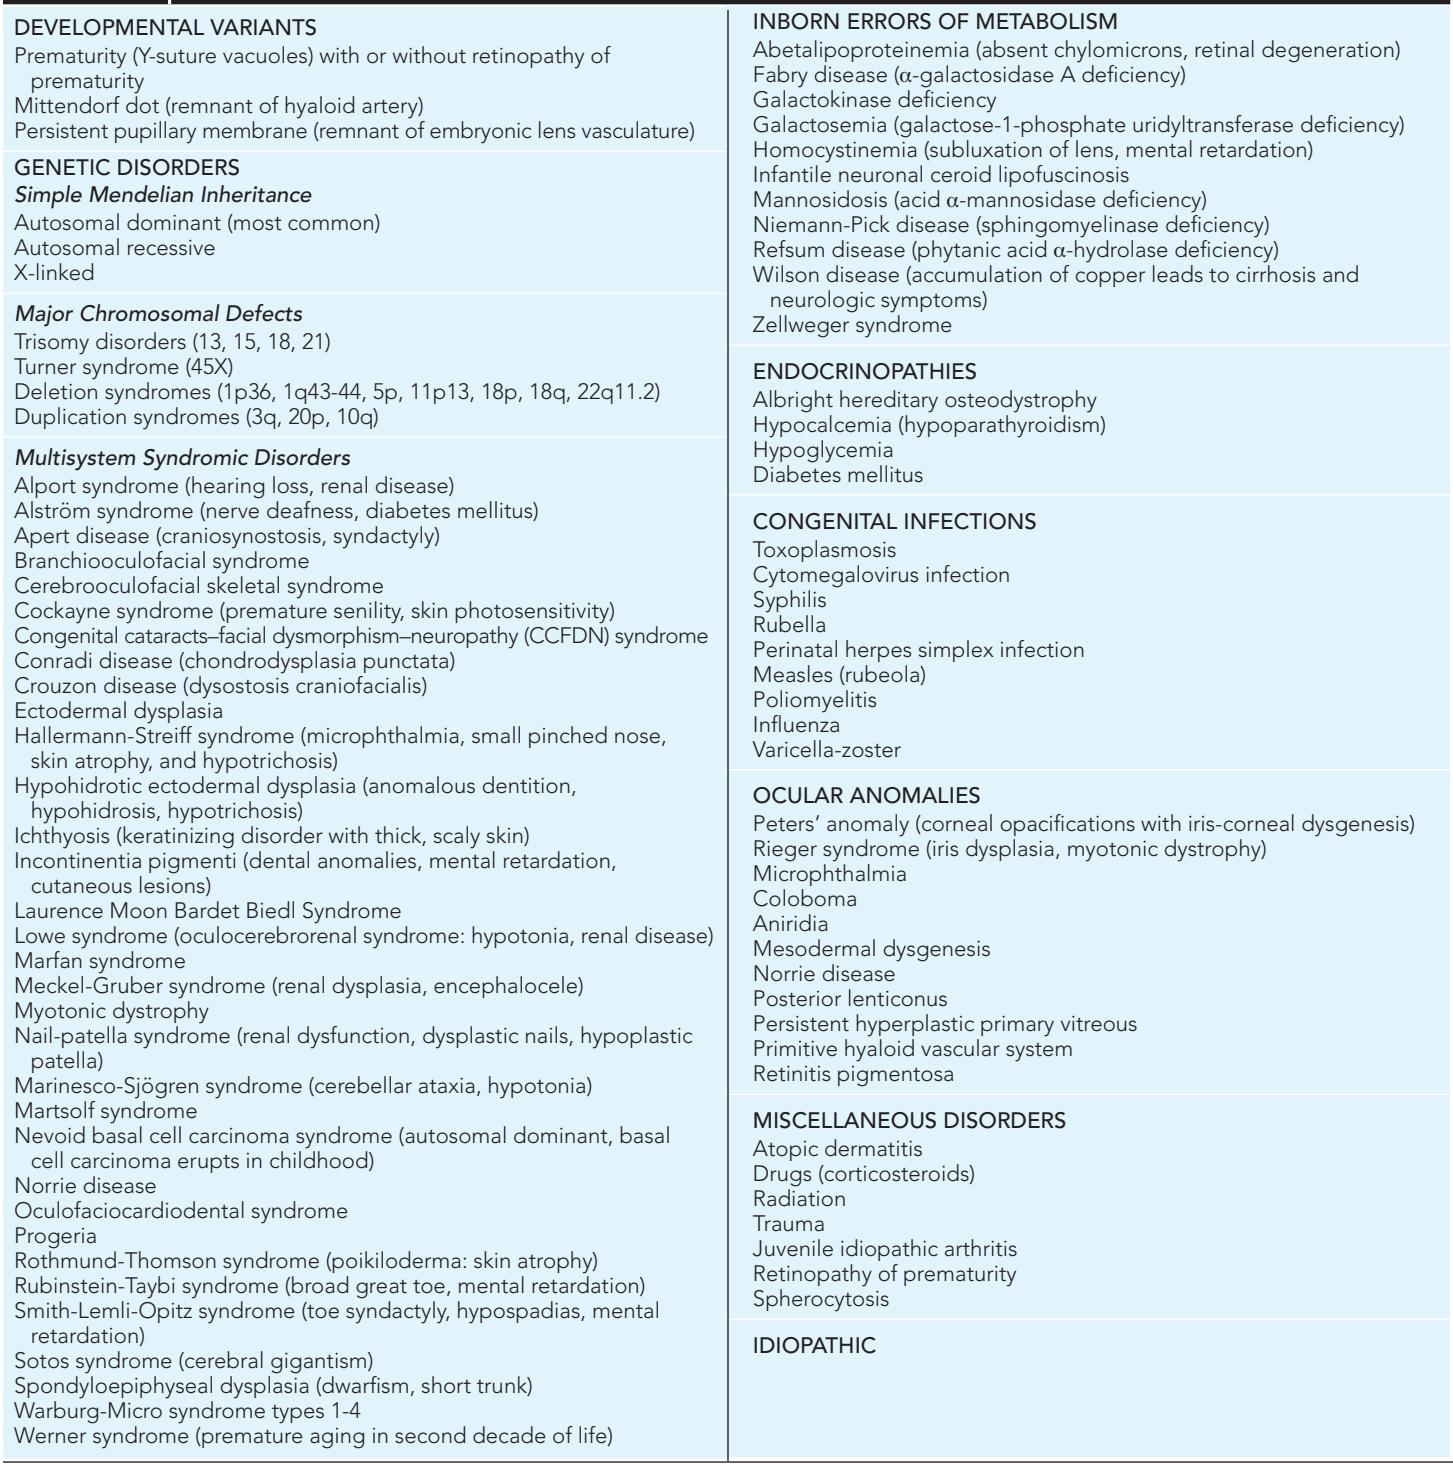 DEVELOPMENTAL VARIANTS
Prematurity (Y-suture vacuoles) with or without retinopathy of
prematurity
Mittendorf dot (remnant of hyaloid artery)
Persistent pupillary membrane (remnant of embryonic lens vasculature)
GENETIC DISORDERS
Simple Mendelian Inheritance
Autosomal dominant (most common)
Autosomal recessive
X-linked
Major Chromosomal Defects
Trisomy disorders (13, 15, 18, 21)
Turner syndrome (45X)
Deletion syndromes (1p36, 1q43-44, 5p, 11p13, 18p, 18q, 22q11.2)
Duplication syndromes (3q, 20p, 10q)
Multisystem Syndromic Disorders
Alport syndrome (hearing loss, renal disease)
Alström syndrome (nerve deafness, diabetes mellitus)
Apert disease (craniosynostosis, syndactyly)
Branchiooculofacial syndrome
Cerebrooculofacial skeletal syndrome
Cockayne syndrome (premature senility, skin photosensitivity)
Congenital cataracts–facial dysmorphism–neuropathy (CCFDN) syndrome
Conradi disease (chondrodysplasia punctata)
Crouzon disease (dysostosis craniofacialis)
Ectodermal dysplasia
Hallermann-Streiff syndrome (microphthalmia, small pinched nose,
skin atrophy, and hypotrichosis)
Hypohidrotic ectodermal dysplasia (anomalous dentition,
hypohidrosis, hypotrichosis)
Ichthyosis (keratinizing disorder with thick, scaly skin)
Incontinentia pigmenti (dental anomalies, mental retardation,
cutaneous lesions)
Laurence Moon Bardet Biedl Syndrome
Lowe syndrome (oculocerebrorenal syndrome: hypotonia, renal disease)
Marfan syndrome
Meckel-Gruber syndrome (renal dysplasia, encephalocele)
Myotonic dystrophy
Nail-patella syndrome (renal dysfunction, dysplastic nails, hypoplastic
patella)
Marinesco-Sjögren syndrome (cerebellar ataxia, hypotonia)
Martsolf syndrome
Nevoid basal cell carcinoma syndrome (autosomal dominant, basal
cell carcinoma erupts in childhood)
Norrie disease
Oculofaciocardiodental syndrome
Progeria
Rothmund-Thomson syndrome (poikiloderma: skin atrophy)
Rubinstein-Taybi syndrome (broad great toe, mental retardation)
Smith-Lemli-Opitz syndrome (toe syndactyly, hypospadias, mental
retardation)
Sotos syndrome (cerebral gigantism)
Spondyloepiphyseal dysplasia (dwarfism, short trunk)
Warburg-Micro syndrome types 1-4
Werner syndrome (premature aging in second decade of life)
INBORN ERRORS OF METABOLISM
Abetalipoproteinemia (absent chylomicrons, retinal degeneration)
Fabry disease (α-galactosidase A deficiency)
Galactokinase deficiency
Galactosemia (galactose-1-phosphate uridyltransferase deficiency)
Homocystinemia (subluxation of lens, mental retardation)
Infantile neuronal ceroid lipofuscinosis
Mannosidosis (acid α-mannosidase deficiency)
Niemann-Pick disease (sphingomyelinase deficiency)
Refsum disease (phytanic acid α-hydrolase deficiency)
Wilson disease (accumulation of copper leads to cirrhosis and
neurologic symptoms)
Zellweger syndrome
ENDOCRINOPATHIES
Albright hereditary osteodystrophy
Hypocalcemia (hypoparathyroidism)
Hypoglycemia
Diabetes mellitus
CONGENITAL INFECTIONS
Toxoplasmosis
Cytomegalovirus infection
Syphilis
Rubella
Perinatal herpes simplex infection
Measles (rubeola)
Poliomyelitis
Influenza
Varicella-zoster
OCULAR ANOMALIES
Peters’ anomaly (corneal opacifications with iris-corneal dysgenesis)
Rieger syndrome (iris dysplasia, myotonic dystrophy)
Microphthalmia
Coloboma
Aniridia
Mesodermal dysgenesis
Norrie disease
Posterior lenticonus
Persistent hyperplastic primary vitreous
Primitive hyaloid vascular system
Retinitis pigmentosa
MISCELLANEOUS DISORDERS
Atopic dermatitis
Drugs (corticosteroids)
Radiation
Trauma
Juvenile idiopathic arthritis
Retinopathy of prematurity
Spherocytosis
IDIOPATHIC